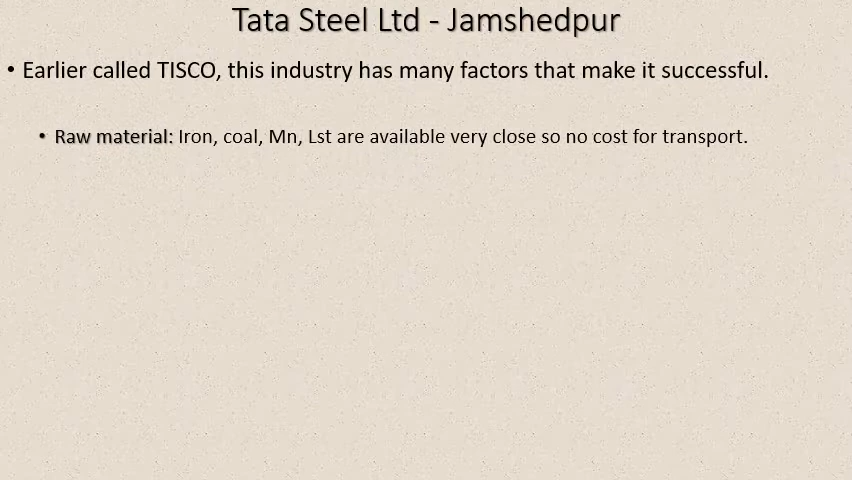 Tata Steel Ltd - Jamshedpur
• Earlier called TISCO, this industry has many factors that make it successful.
• Raw material: Iron, coal, Mn, Lst are available very close so no cost for transport.